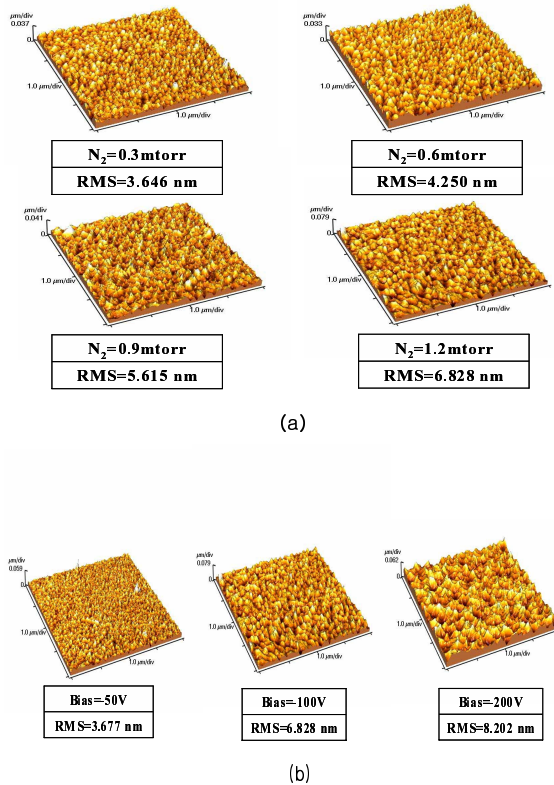 μm/div
0.037
0
1.0 μm/div
1.0 μm/div
N₂=0.3mtorr
RMS=3.646 nm
μm/div
0.033
0
1.0 μm/div
1.0 μm/div
N₂=0.6mtorr
RMS=4.250 nm
μm/div
0.041
0
1.0 μm/div
1.0 μm/div
N₂=0.9mtorr
RMS=5.615 nm
μm/div
0.079
0
1.0 μm/div
1.0 μm/div
N₂=1.2mtorr
RMS=6.828 nm
(a)
μm/div
0.059
0
1.0 μm/div
1.0 μm/div
Bias=-50V
RMS=3.677 nm
μm/div
0.079
0
1.0 μm/div
1.0 μm/div
Bias=-100V
RMS=6.828 nm
μm/div
0.062
0
1.0 μm/div
1.0 μm/div
Bias=-200V
RMS=8.202 nm
(b)